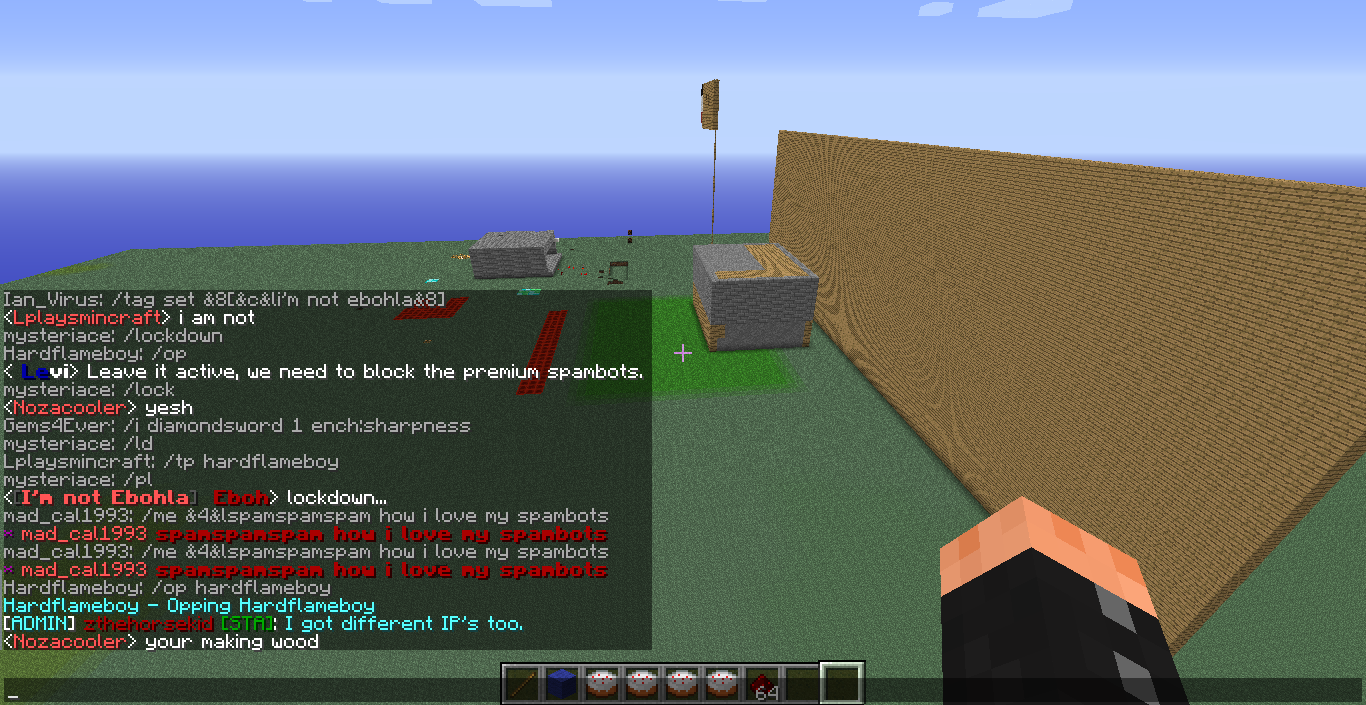 Ian_Virus: /tag set &8[&c&li'm not ebohla&8]
<Lplaysmincraft> i am not
mysteriace: /lockdown
Hardflameboy: /op
< Levi> Leave it active, we need to block the premium spambots.
mysteriace: /lock
<Nozacooler> yesh
Gems4Ever: /i diamondsword 1 ench:sharpness
mysteriace: /ld
Lplaysmincraft: /tp hardflameboy
mysteriace: /pl
<[I'm not Ebohla] Eboh> lockdown...
mad_cal1993: /me &4&lspamspamspam how i love my spambots
* mad_cal1993 spamspamspam how i love my spambots
mad_cal1993: /me &4&lspamspamspam how i love my spambots
* mad_cal1993 spamspamspam how i love my spambots
Hardflameboy: /op hardflameboy
Hardflameboy - Opping Hardflameboy
[ADMIN] zthehorsekid [STA]: I got different IP's too.
<Nozacooler> your making wood
_
64